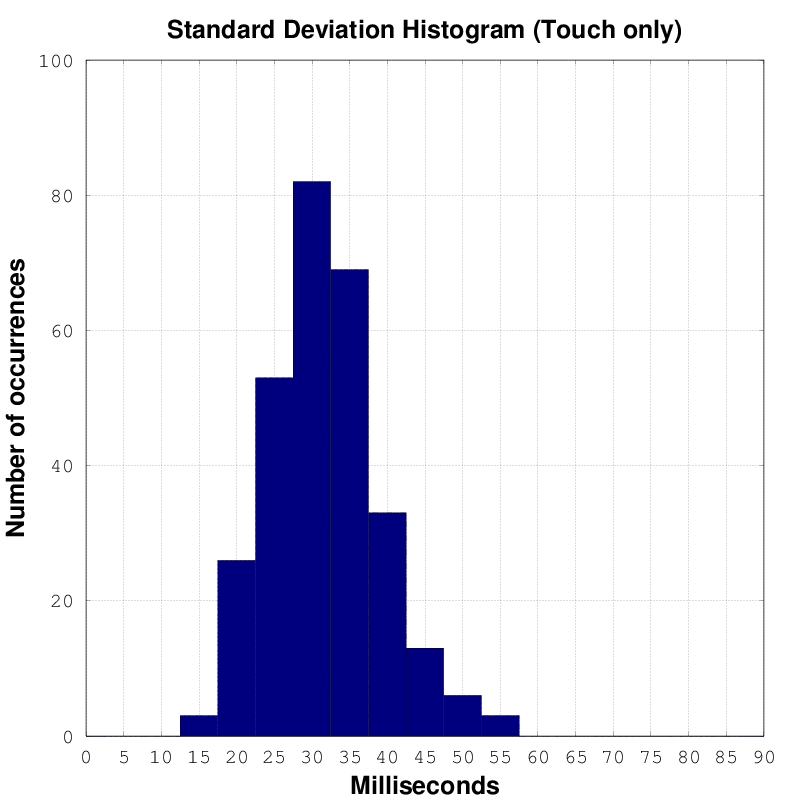 Standard Deviation Histogram (Touch only)
100
80
60
40
20
0
Number of occurrences
0 5 10 15 20 25 30 35 40 45 50 55 60 65 70 75 80 85 90
Milliseconds